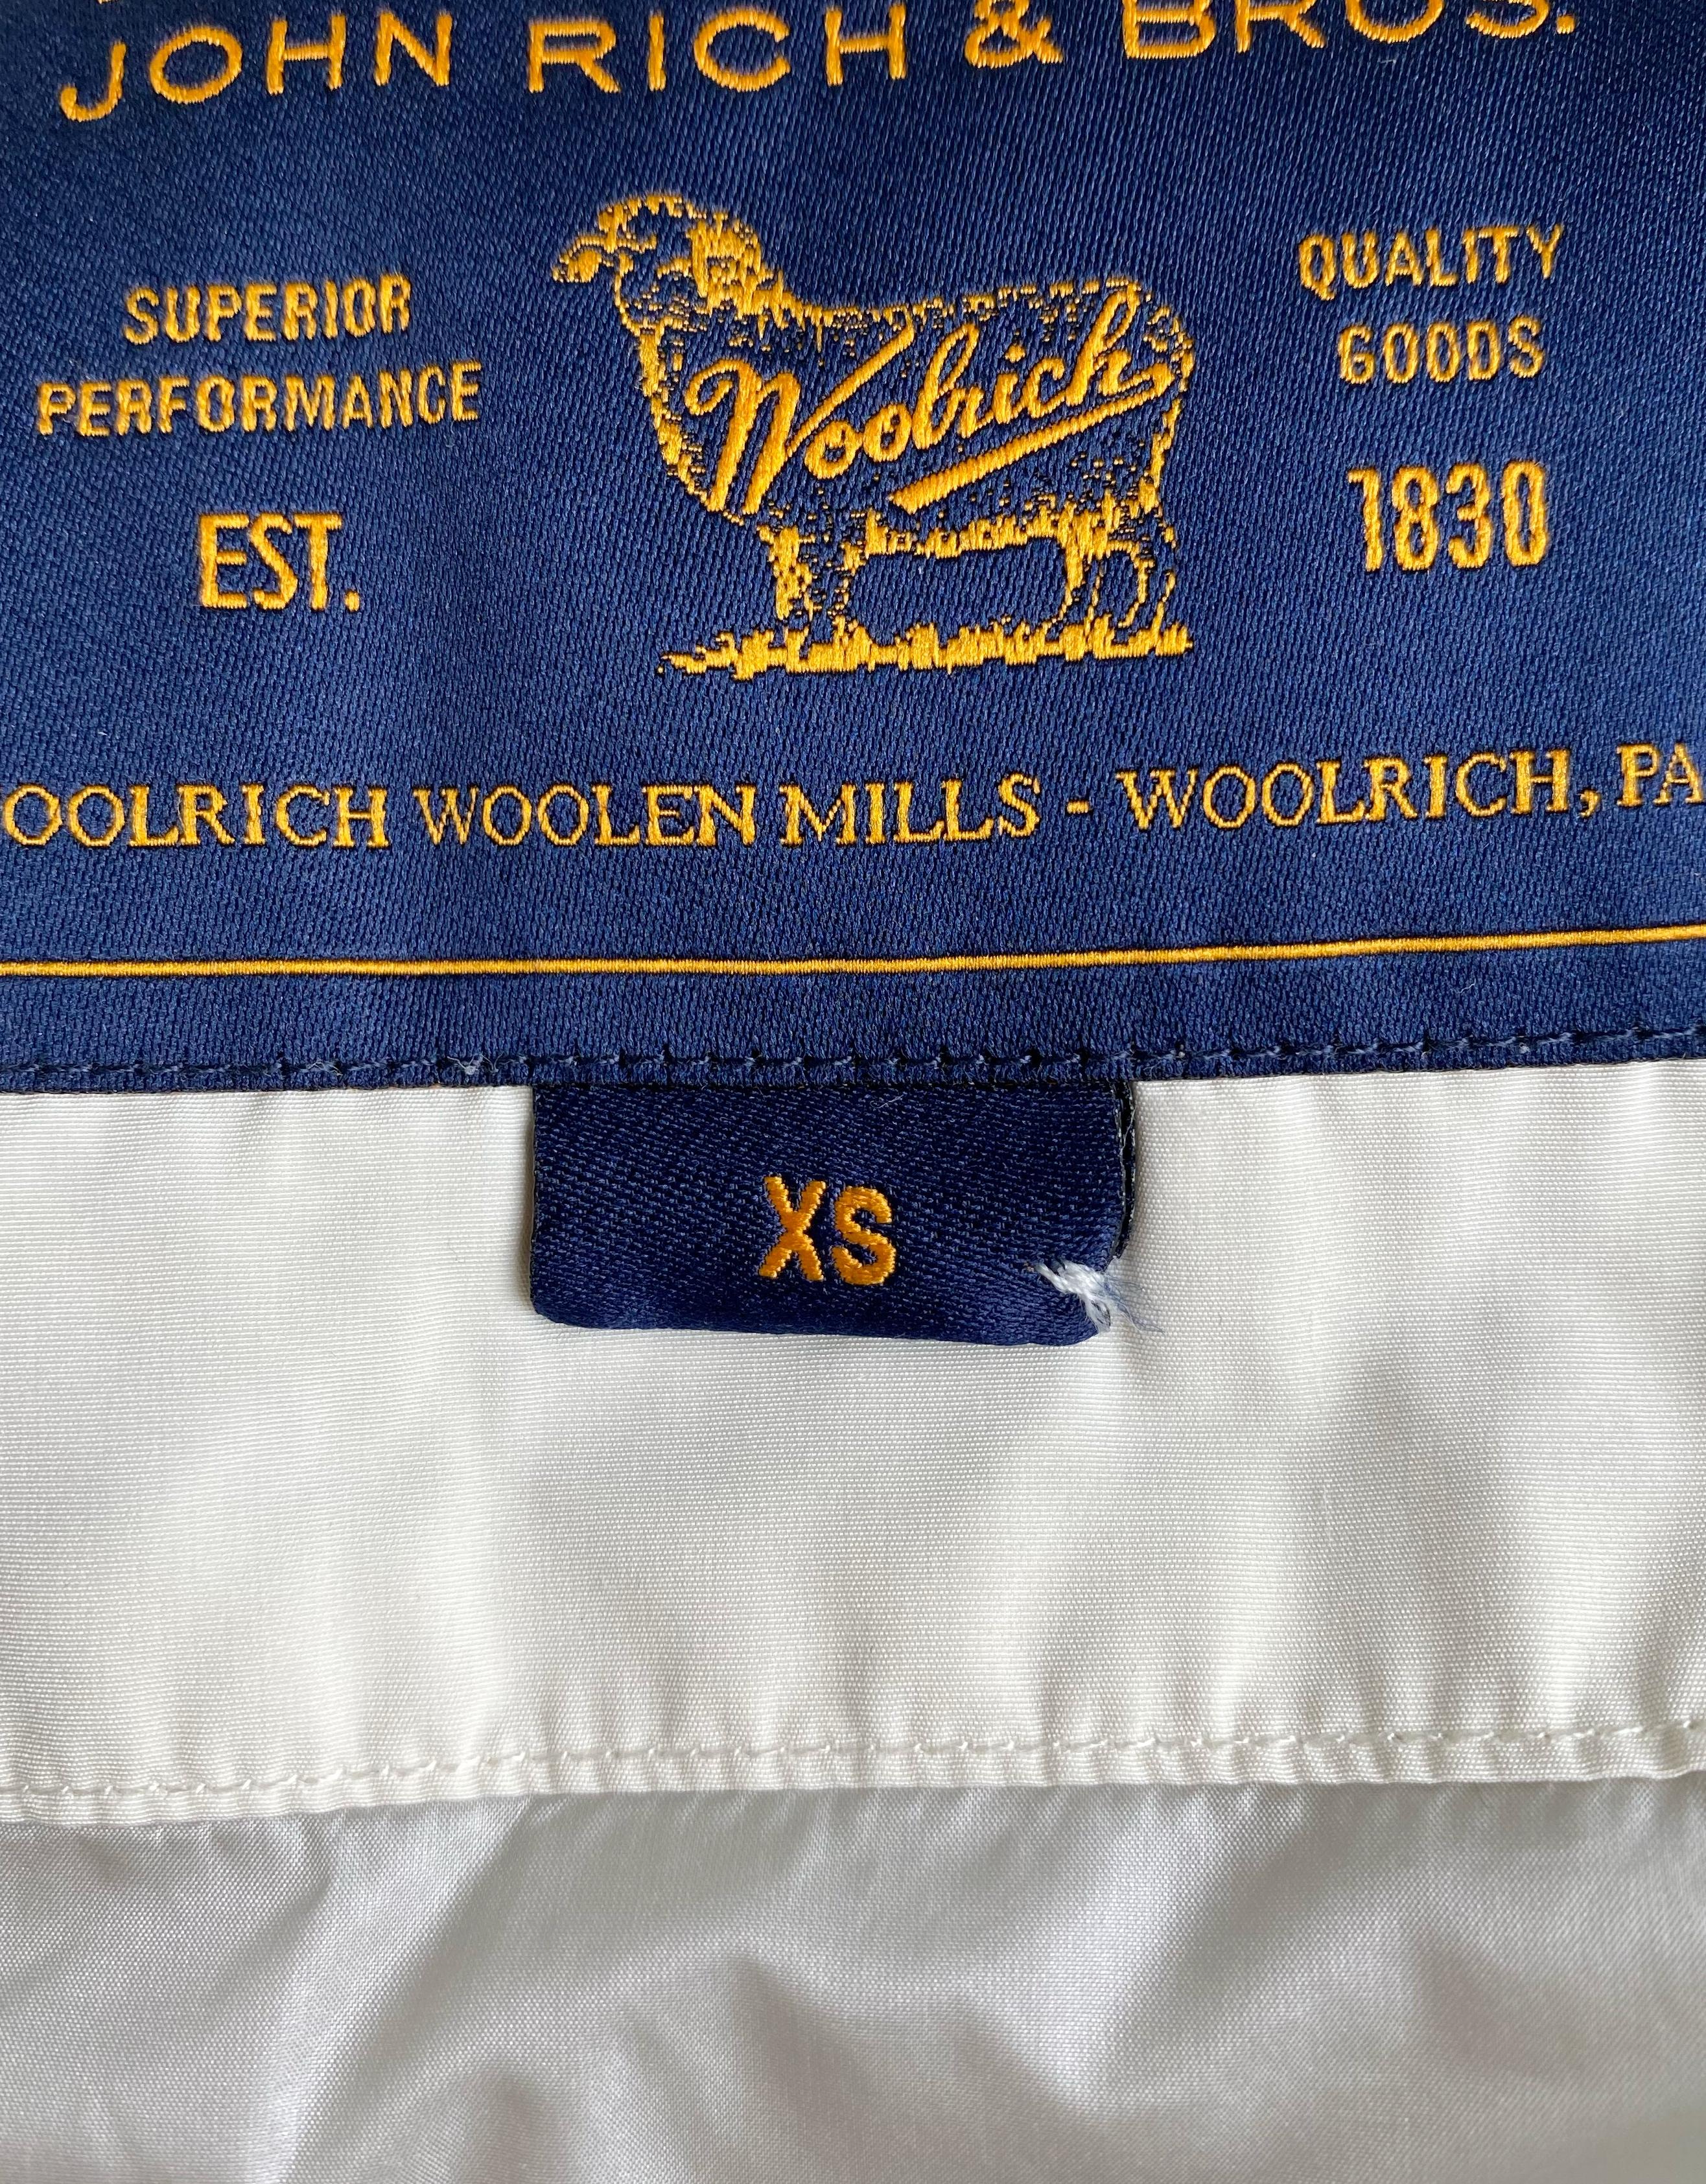 JOHN RICH & BROS.
SUPERIOR
PERFORMANCE
EST.
Woolrich
QUALITY
GOODS
1830
OOLRICH WOOLEN MILLS - WOOLRICH, PA
XS